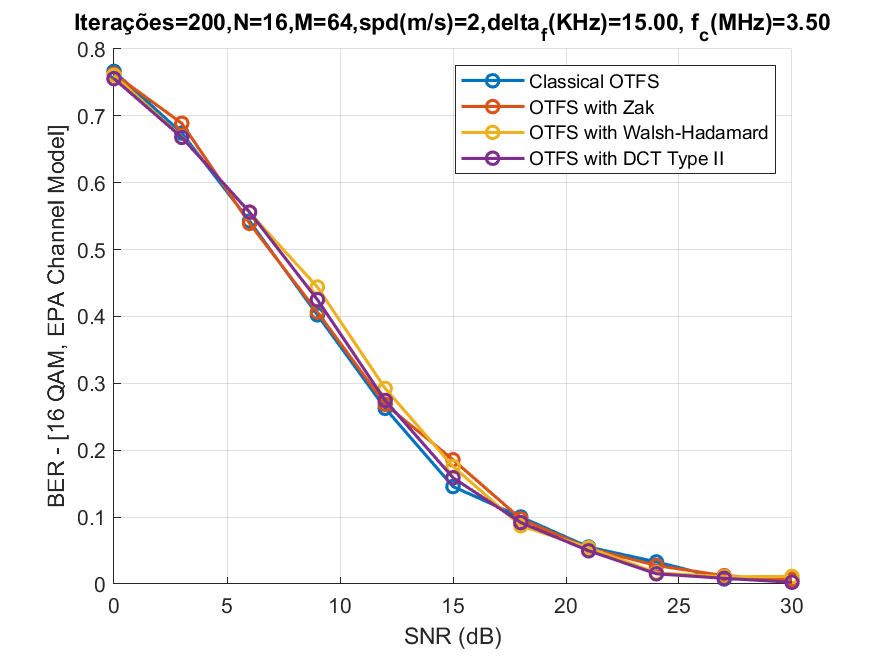 Iterações=200,N=16,M=64,spd(m/s)=2,delta_f(KHz)=15.00, f_c(MHz)=3.50
Classical OTFS
OTFS with Zak
OTFS with Walsh-Hadamard
OTFS with DCT Type II
BER - [16 QAM, EPA Channel Model]
0.8
0.7
0.6
0.5
0.4
0.3
0.2
0.1
0
0 5 10 15 20 25 30
SNR (dB)